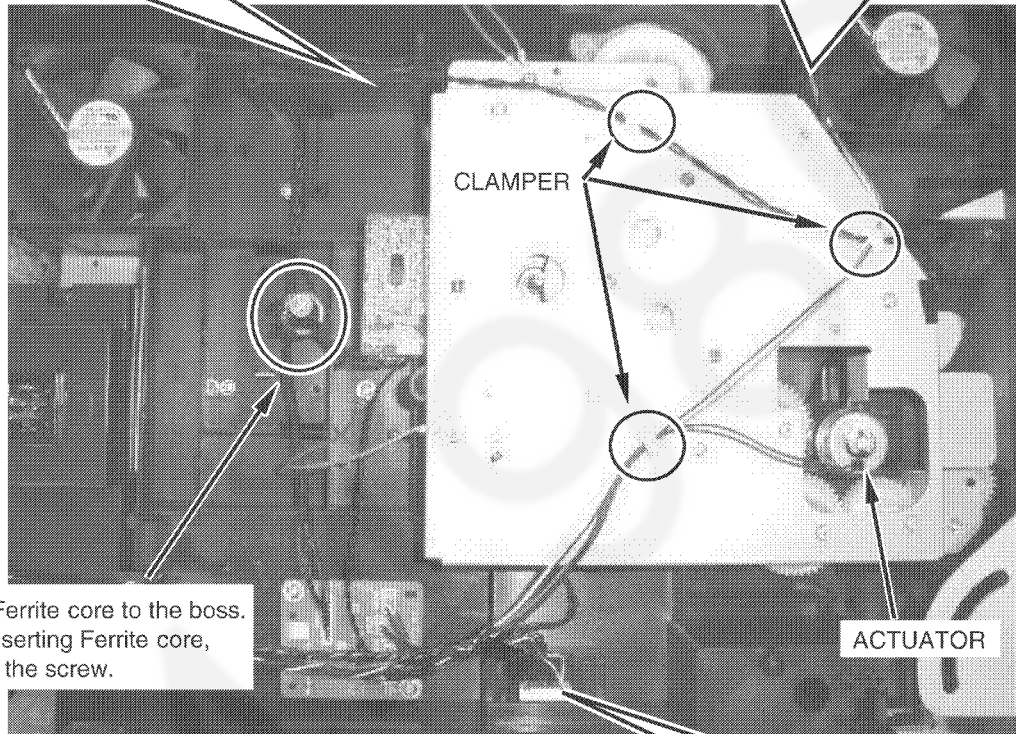 CLAMPER
Ferrite core to the boss.
serting Ferrite core,
the screw.
ACTUATOR